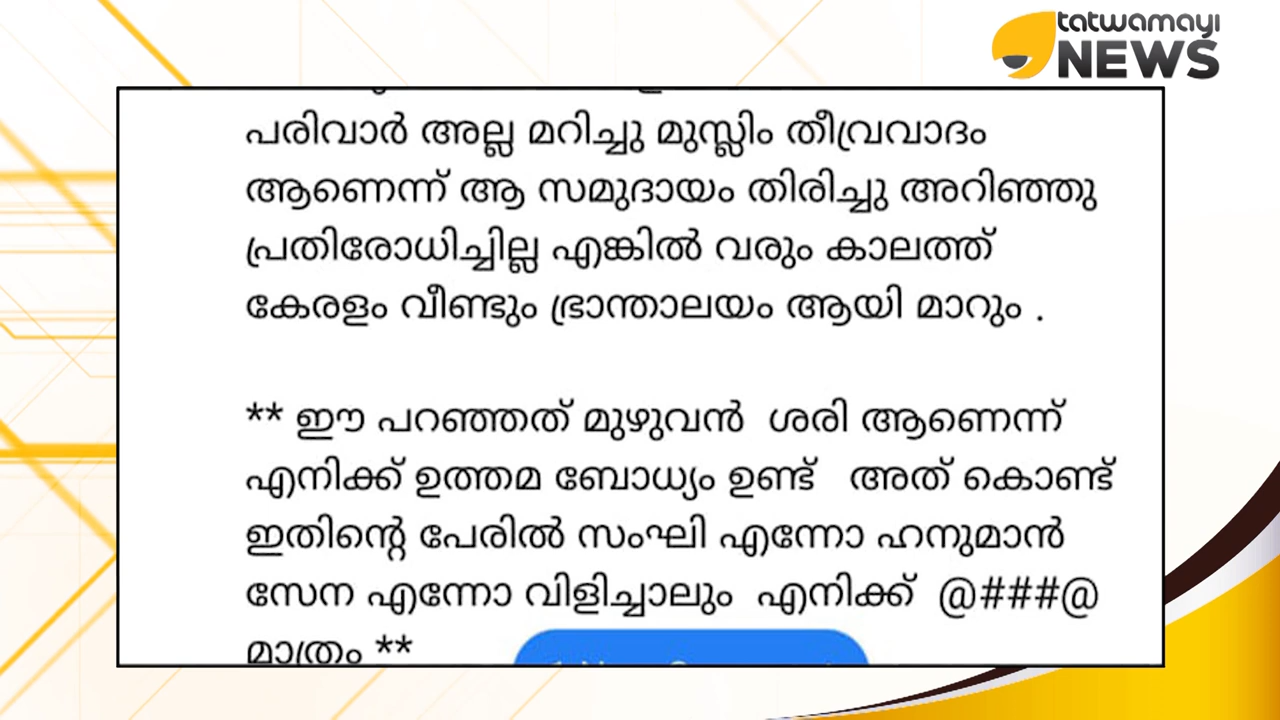 tatwamayi
NEWS
പരിവാർ അല്ല മറിച്ചു മുസ്ലിം തീവ്രവാദം
ആണെന്ന് ആ സമുദായം തിരിച്ചു അറിഞ്ഞു
പ്രതിരോധിച്ചില്ല എങ്കിൽ വരും കാലത്ത്
കേരളം വീണ്ടും ഭ്രാന്താലയം ആയി മാറും .
** ഈ പറഞ്ഞത് മുഴുവൻ ശരി ആണെന്ന്
എനിക്ക് ഉത്തമ ബോധ്യം ഉണ്ട് അത് കൊണ്ട്
ഇതിന്റെ പേരിൽ സംഘി എന്നോ ഹനുമാൻ
സേന എന്നോ വിളിച്ചാലും എനിക്ക് @###@
മാത്രം **